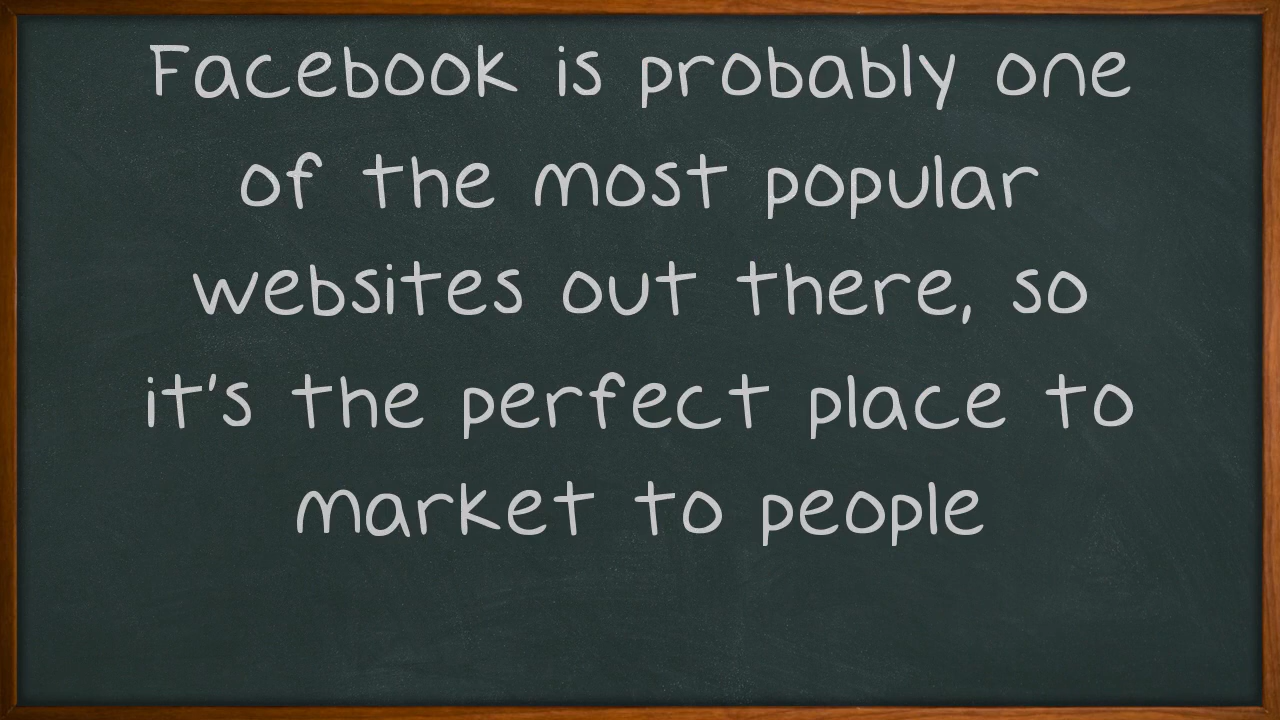 Facebook is probably one
of the most popular
websites out there, so
it's the perfect place to
market to people